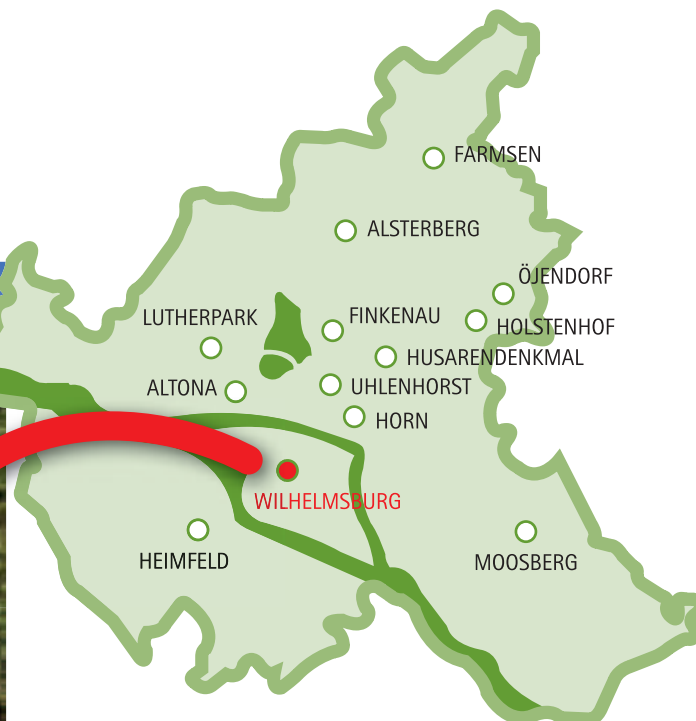 FARMSEN
ALSTERBERG
ÖJENDORF
LUTHERPARK
FINKENAU
HOLSTENHOF
HUSARENDENKMAL
ALTONA
UHLENHORST
HORN
WILHELMSBURG
HEIMFELD
MOOSBERG